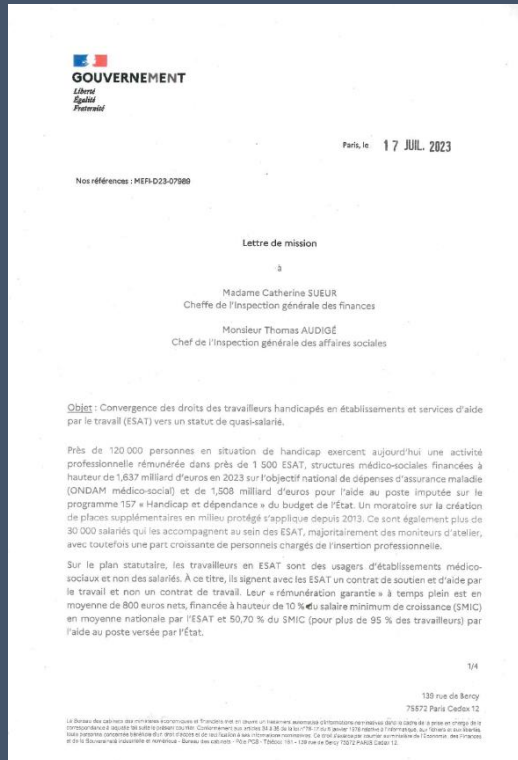 GOUVERNEMENT
Liberté
Égalité
Fraternité
Paris, le 17 JUIL. 2023
Nos références : MEFI-D23-07989
Lettre de mission
à
Madame Catherine SUEUR
Cheffe de l'Inspection générale des finances
Monsieur Thomas AUDIGÉ
Chef de l'Inspection générale des affaires sociales
Objet : Convergence des droits des travailleurs handicapés en établissements et services d'aide
par le travail (ESAT) vers un statut de quasi-salarié.
Près de 120 000 personnes en situation de handicap exercent aujourd'hui une activité
professionnelle rémunérée dans près de 1 500 ESAT, structures médico-sociales financées à
hauteur de 1,637 milliard d'euros en 2023 sur l'objectif national de dépenses d'assurance maladie
(ONDAM médico-social) et de 1,508 milliard d'euros pour l'aide au poste imputée sur le
programme 157 « Handicap et dépendance » du budget de l'État. Un moratoire sur la création
de places supplémentaires en milieu protégé s'applique depuis 2013. Ce sont également plus de
30 000 salariés qui les accompagnent au sein des ESAT, majoritairement des moniteurs d'atelier,
avec toutefois une part croissante de personnels chargés de l'insertion professionnelle.
Sur le plan statutaire, les travailleurs en ESAT sont des usagers d'établissements médico-
sociaux et non des salariés. À ce titre, ils signent avec les ESAT un contrat de soutien et d'aide par
le travail et non un contrat de travail. Leur « rémunération garantie » à temps plein est en
moyenne de 800 euros nets, financée à hauteur de 10 % du salaire minimum de croissance (SMIC)
en moyenne nationale par l'ESAT et 50,70 % du SMIC (pour plus de 95 % des travailleurs) par
l'aide au poste versée par l'État.
1/4
139 rue de Bercy
75572 Paris Cedex 12